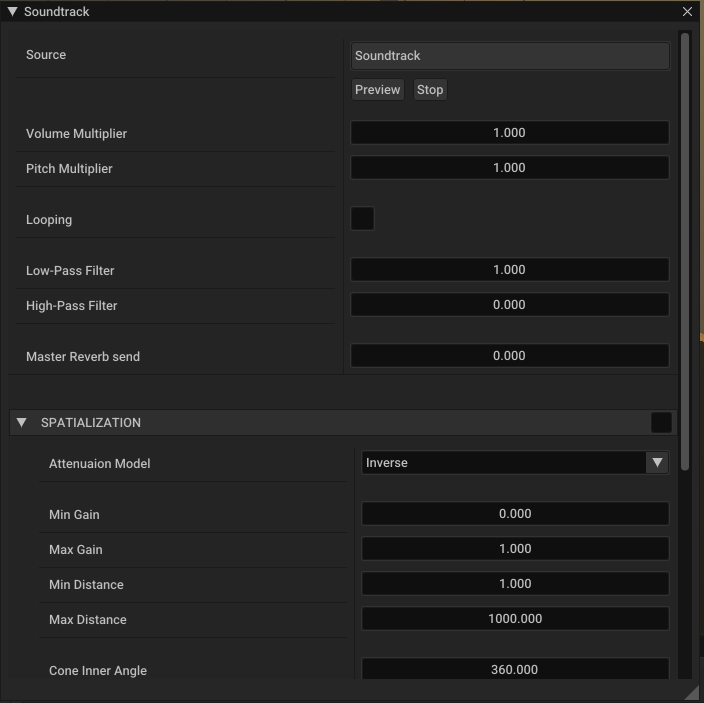 Soundtrack
Source Soundtrack
Preview Stop
Volume Multiplier 1.000
Pitch Multiplier 1.000
Looping
Low-Pass Filter 1.000
High-Pass Filter 0.000
Master Reverb send 0.000
SPATIALIZATION
Attenuaion Model Inverse
Min Gain 0.000
Max Gain 1.000
Min Distance 1.000
Max Distance 1000.000
Cone Inner Angle 360.000